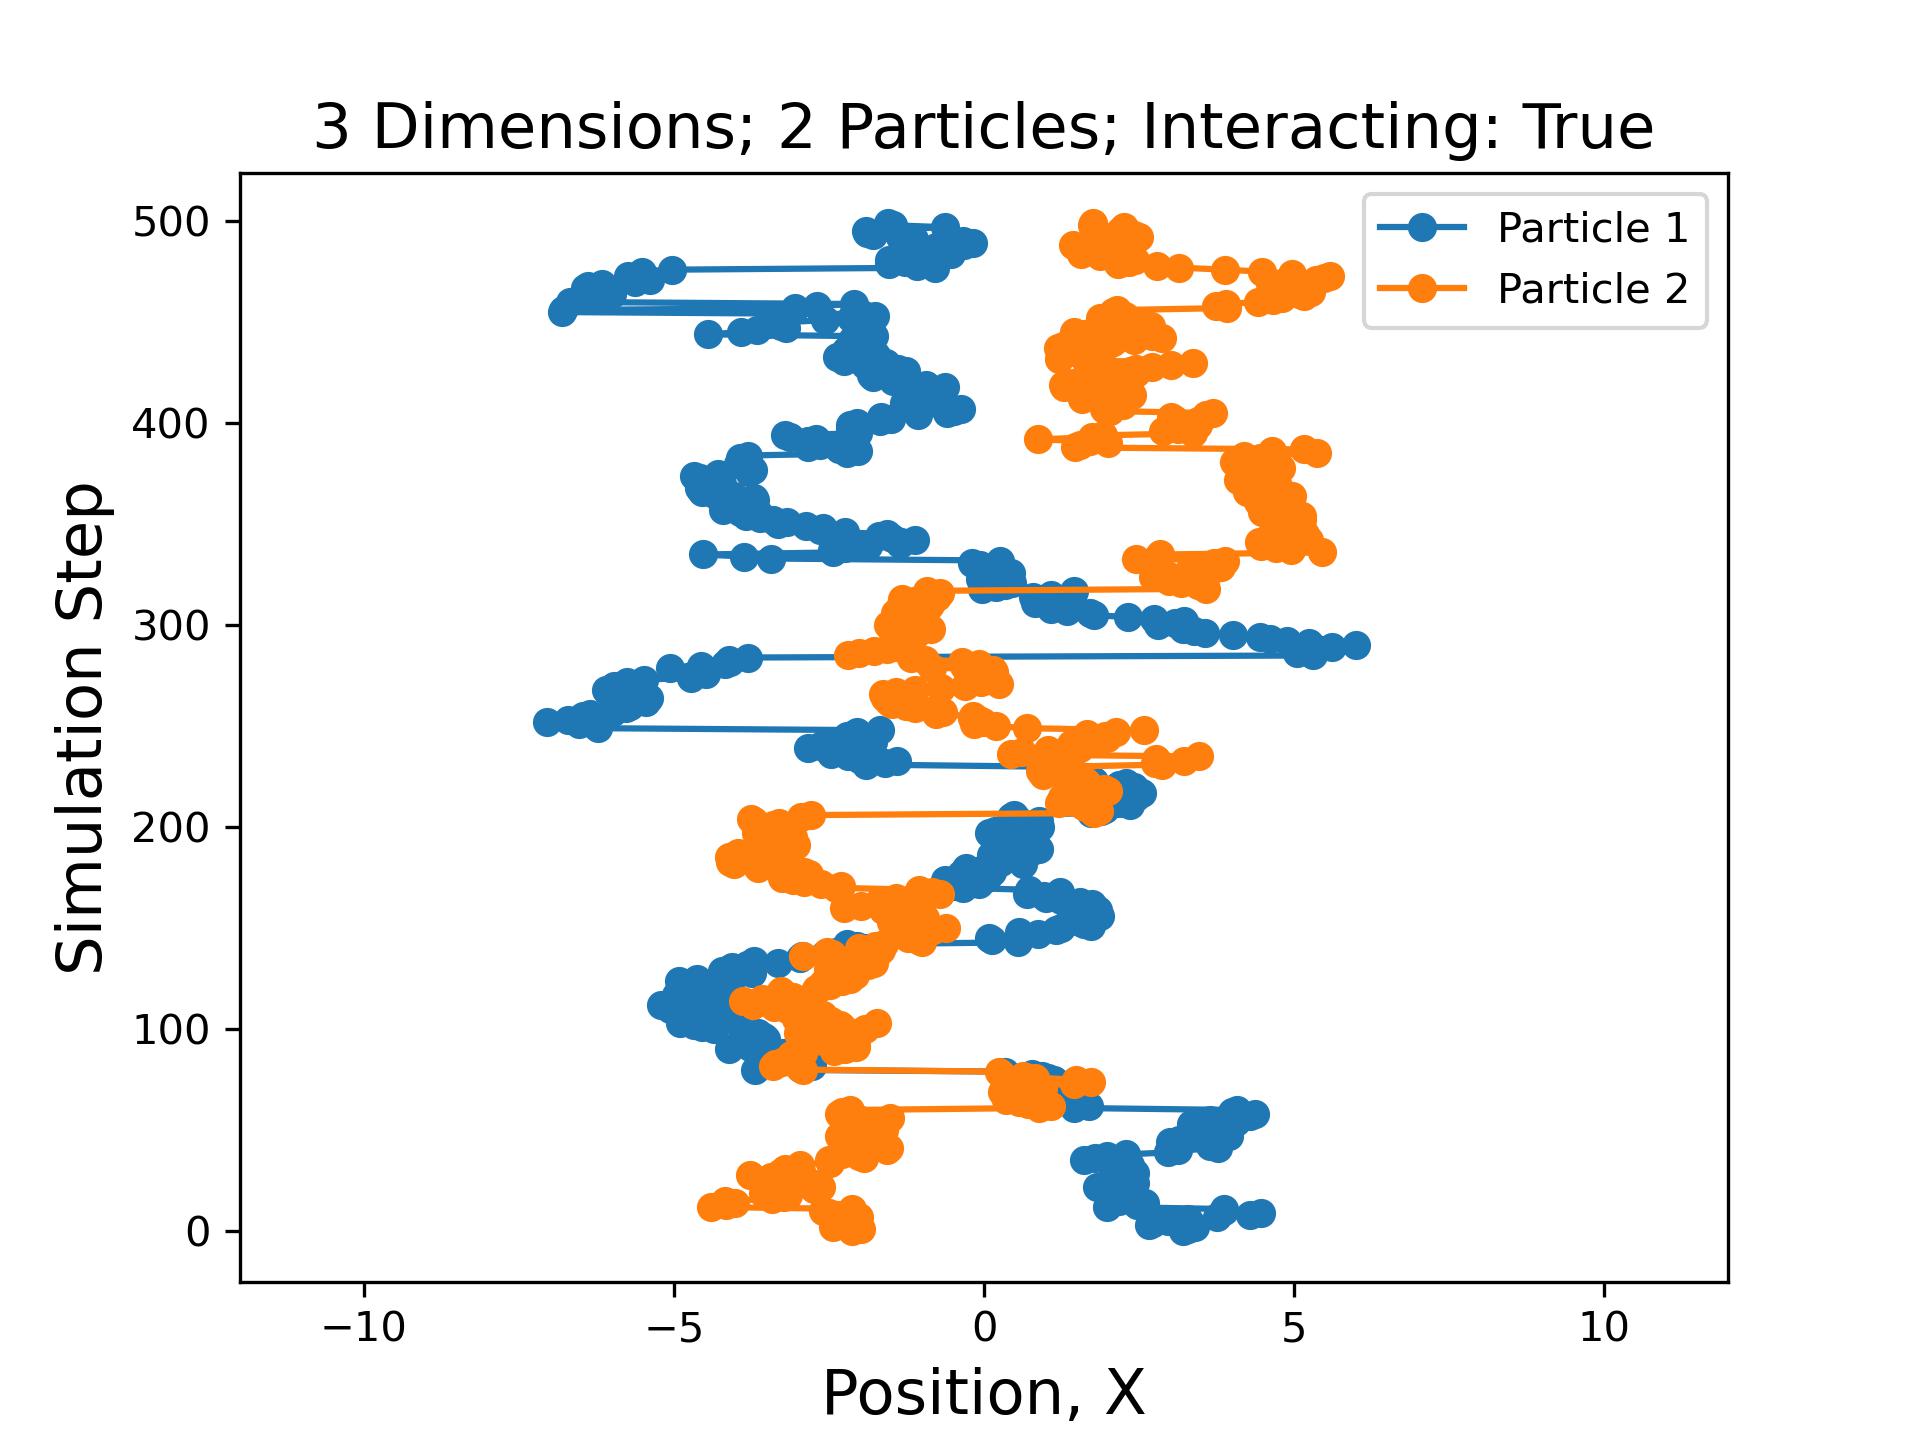 3 Dimensions; 2 Particles; Interacting: True
Particle 1
Particle 2
Simulation Step
500
400
300
200
100
0
−10
−5
0
5
10
Position, X